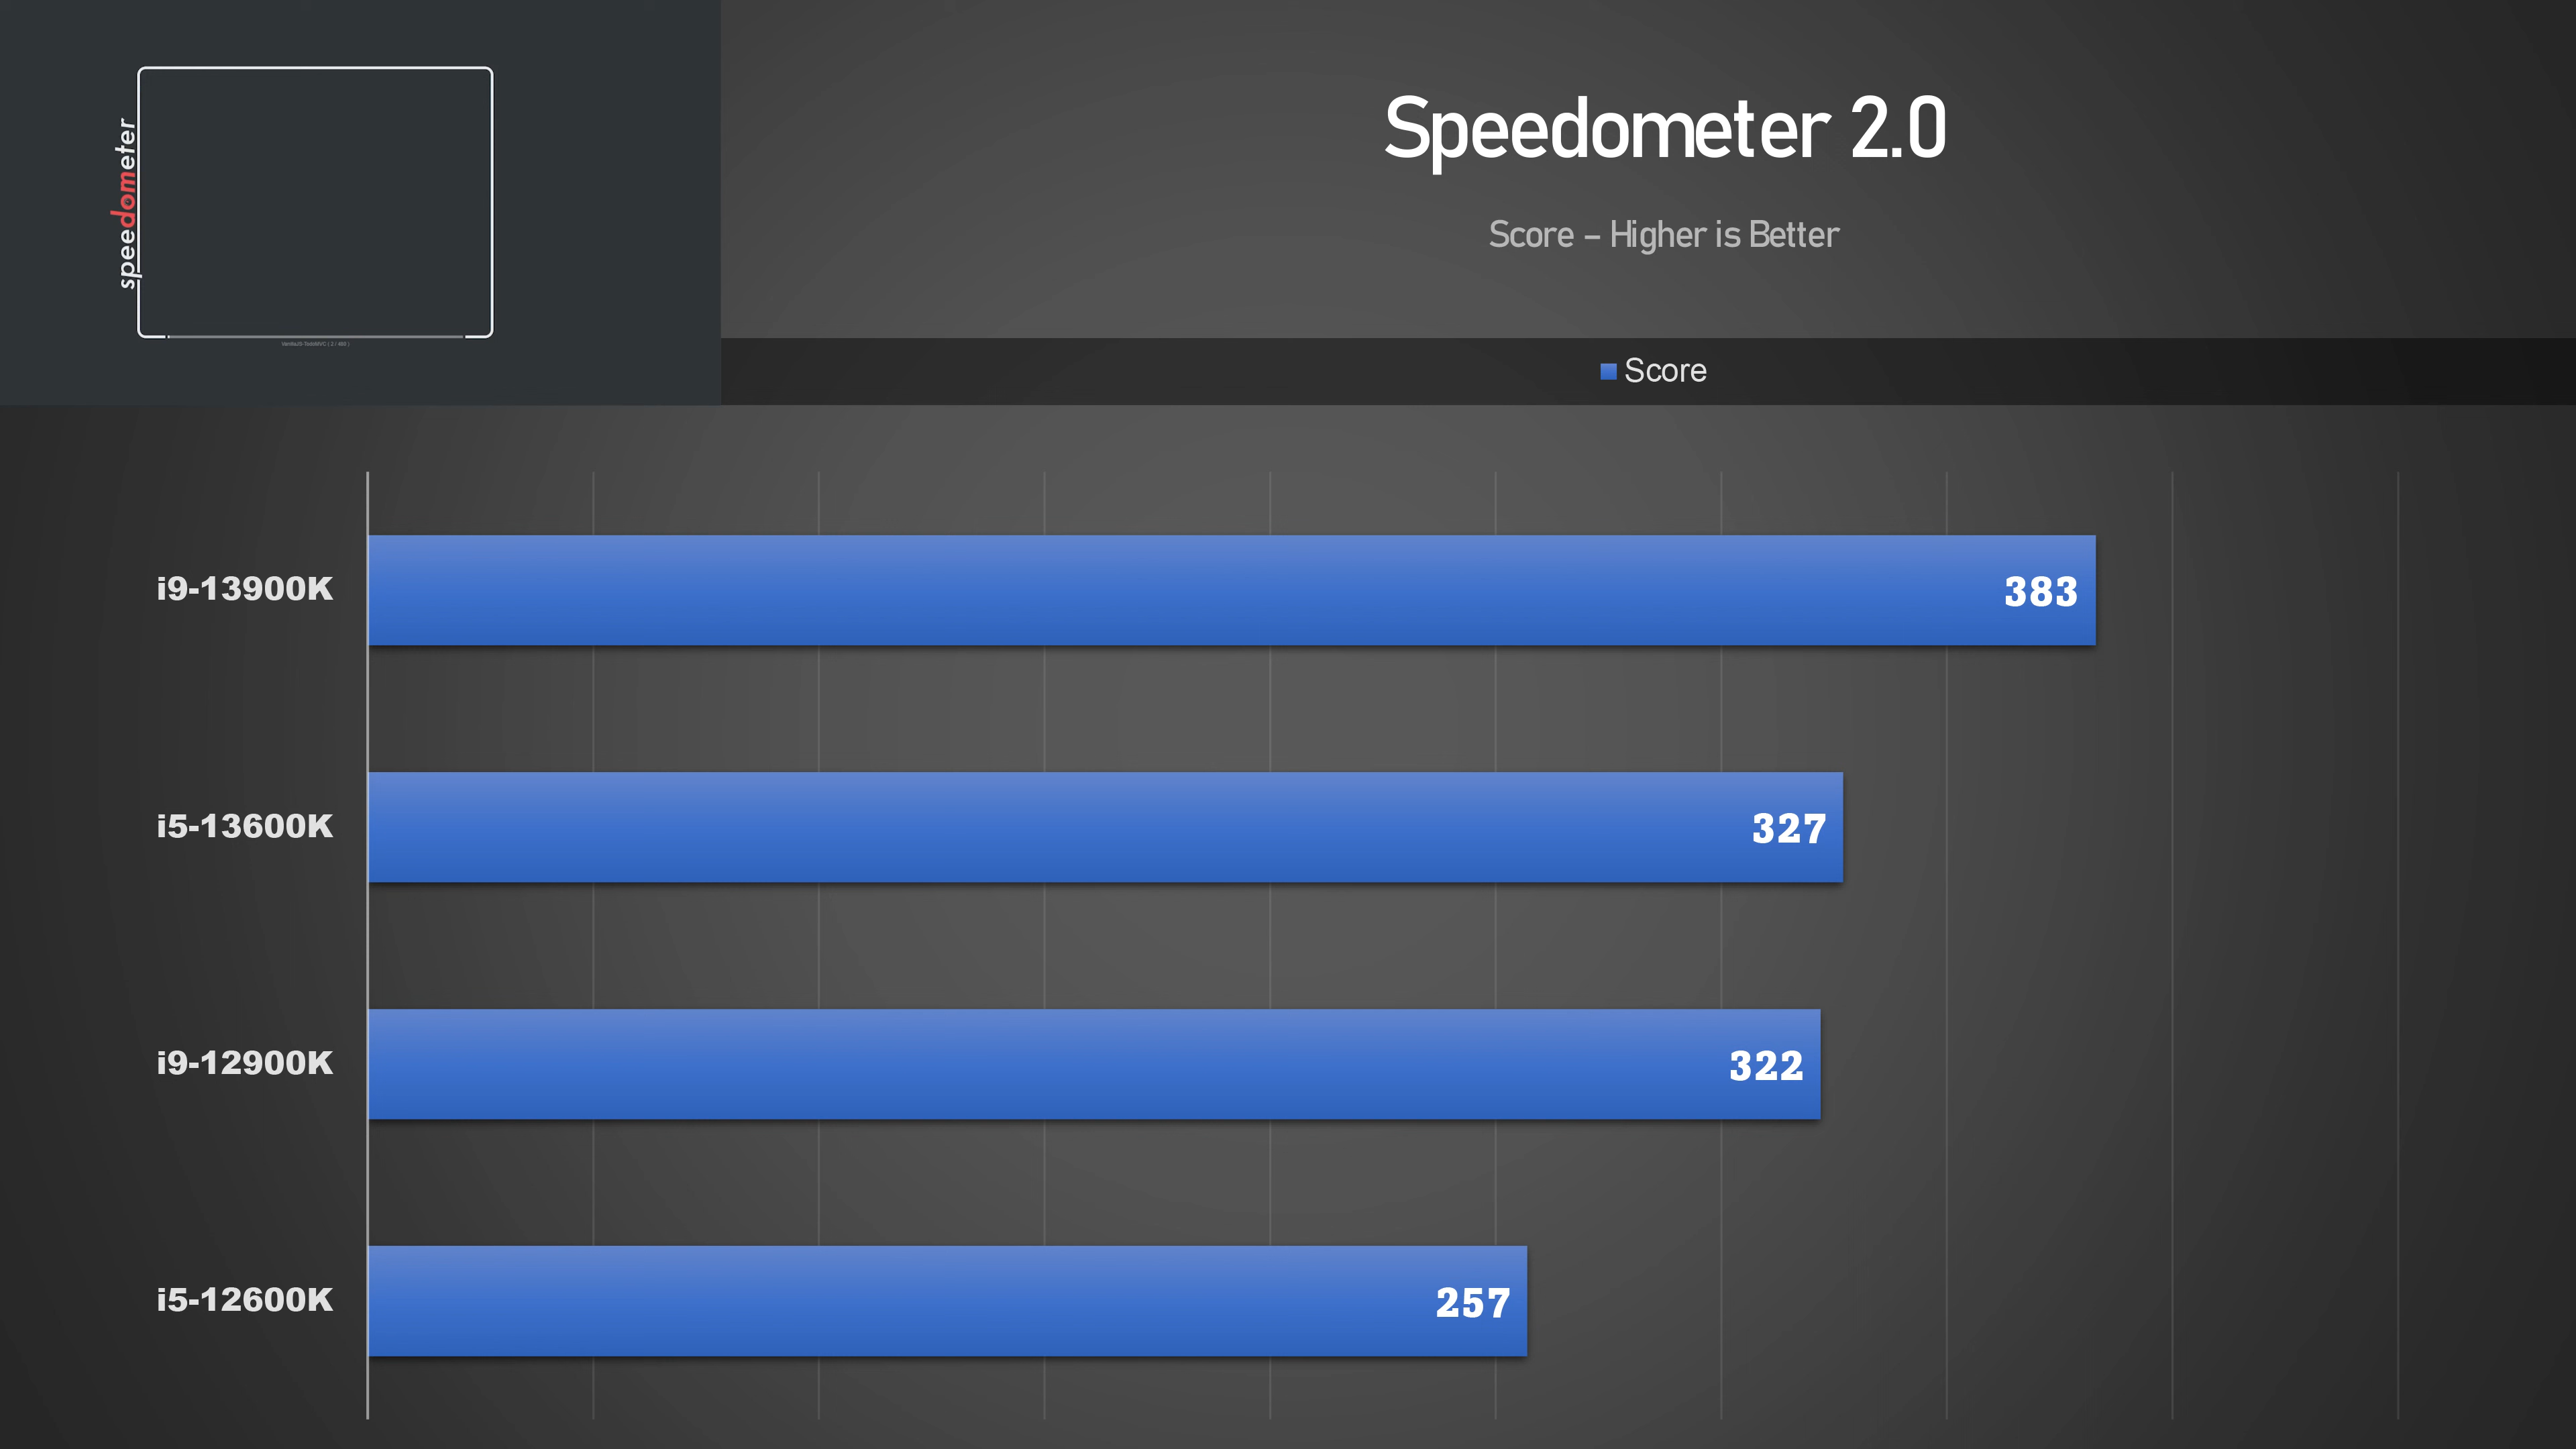 speedometer
Speedometer 2.0
Score – Higher is Better
Score
i9-13900K
383
i5-13600K
327
i9-12900K
322
i5-12600K
257